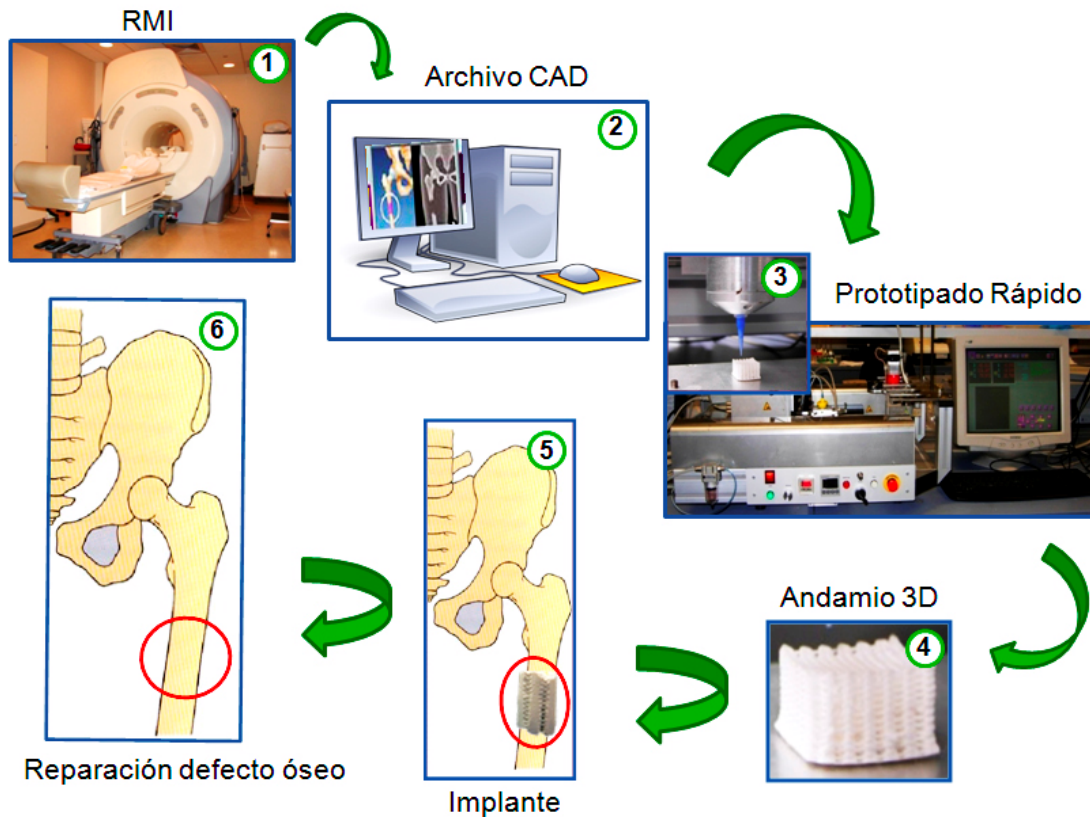 RMI
1
Archivo CAD
2
3
Prototipado Rápido
Andamio 3D
4
5
Implante
6
Reparación defecto óseo